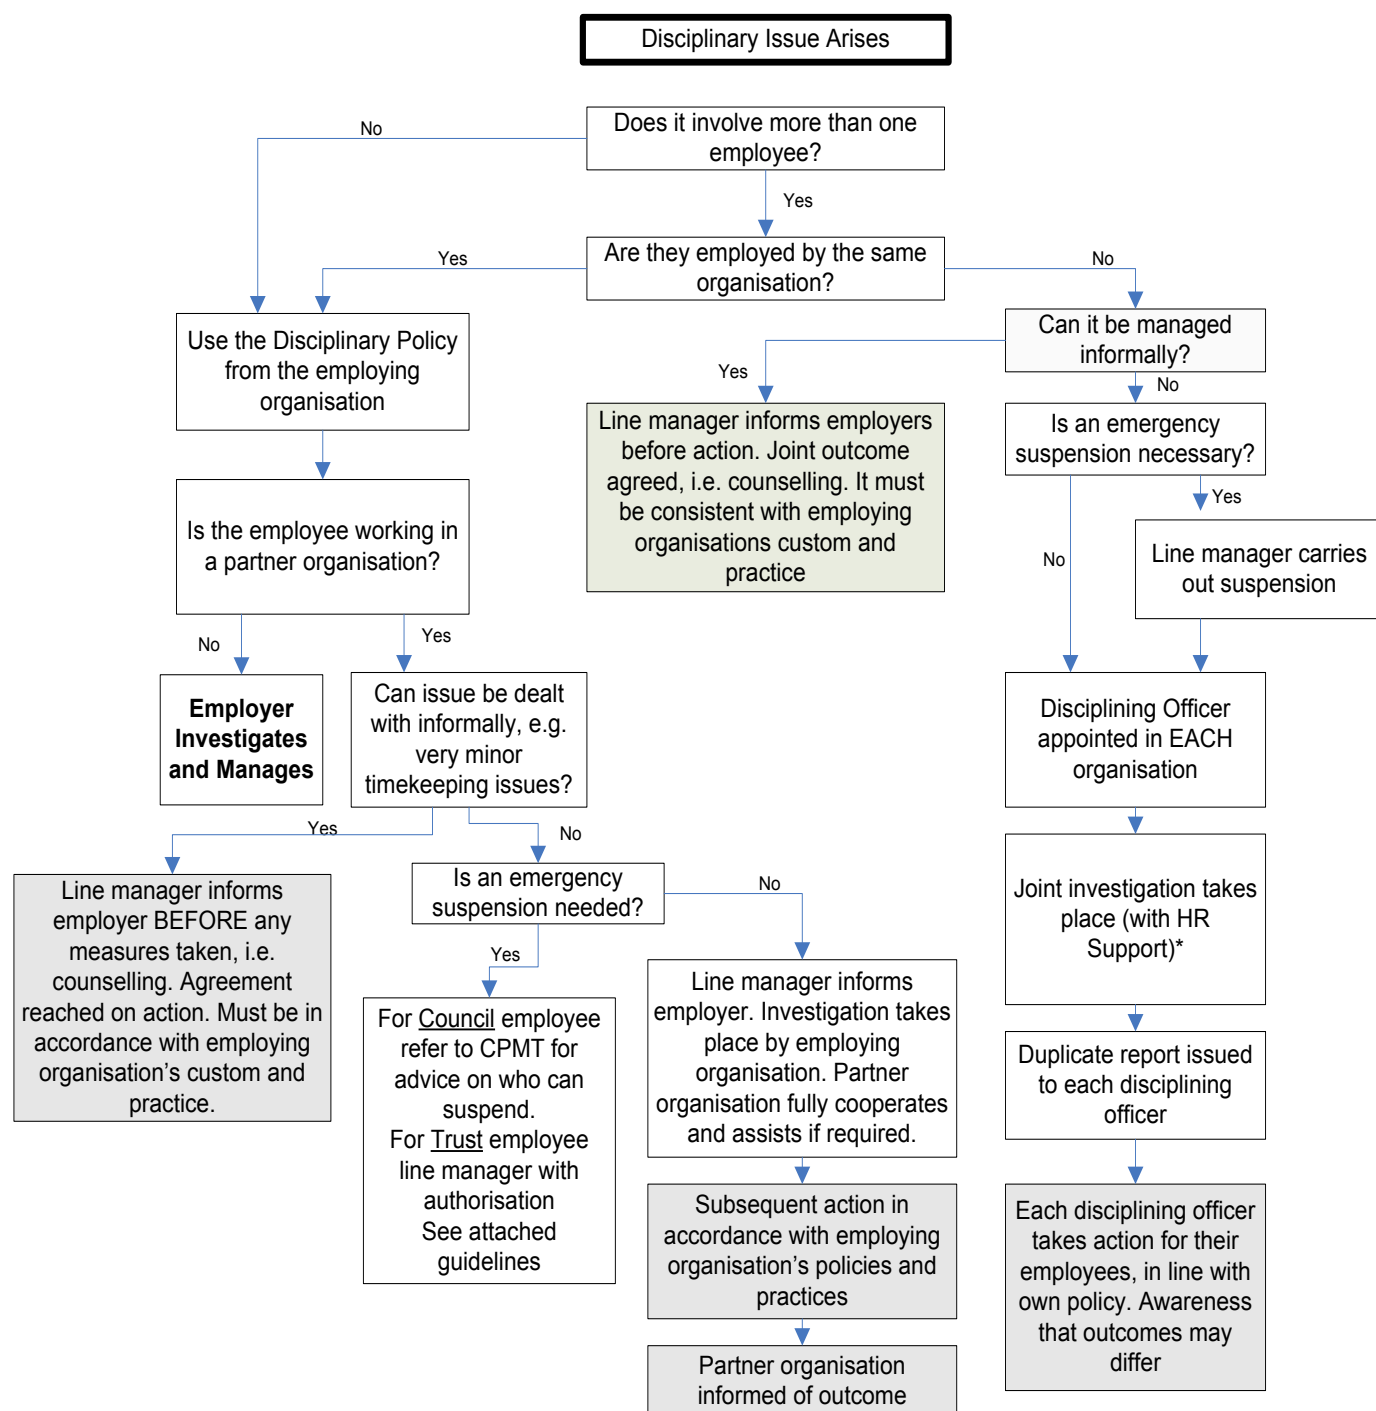 Disciplinary Issue Arises
Does it involve more than one
employee?
No
Yes
Are they employed by the same
organisation?
Yes
No
Use the Disciplinary Policy
from the employing
organisation
Can it be managed
informally?
Yes
No
Line manager informs employers
before action. Joint outcome
agreed, i.e. counselling. It must
be consistent with employing
organisations custom and
practice
Is an emergency
suspension necessary?
Yes
No
Line manager carries
out suspension
Is the employee working in
a partner organisation?
No
Yes
Employer
Investigates
and Manages
Can issue be dealt
with informally, e.g.
very minor
timekeeping issues?
Disciplining Officer
appointed in EACH
organisation
Yes
No
Line manager informs
employer BEFORE any
measures taken, i.e.
counselling. Agreement
reached on action. Must be in
accordance with employing
organisation’s custom and
practice.
Is an emergency
suspension needed?
No
Yes
Joint investigation takes
place (with HR
Support)*
For Council employee
refer to CPMT for
advice on who can
suspend.
For Trust employee
line manager with
authorisation
See attached
guidelines
Line manager informs
employer. Investigation takes
place by employing
organisation. Partner
organisation fully cooperates
and assists if required.
Duplicate report issued
to each disciplining
officer
Subsequent action in
accordance with employing
organisation’s policies and
practices
Each disciplining officer
takes action for their
employees, in line with
own policy. Awareness
that outcomes may
differ
Partner organisation
informed of outcome